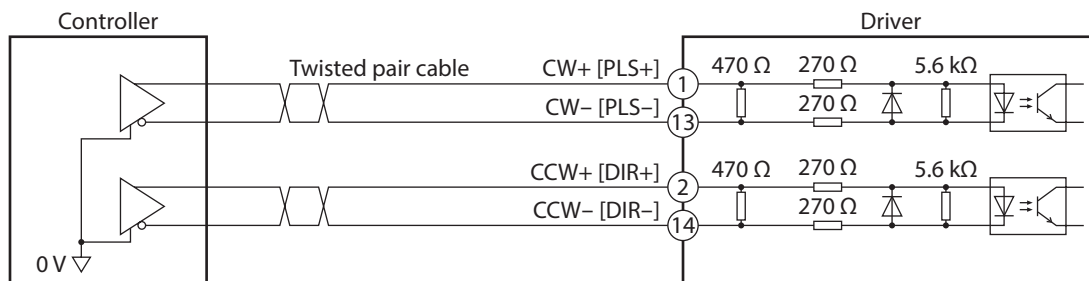 Controller
Driver
Twisted pair cable
CW+ [PLS+]
1
470 Ω
270 Ω
5.6 kΩ
CW– [PLS–]
13
270 Ω
CCW+ [DIR+]
2
470 Ω
270 Ω
5.6 kΩ
CCW– [DIR–]
14
270 Ω
0 V